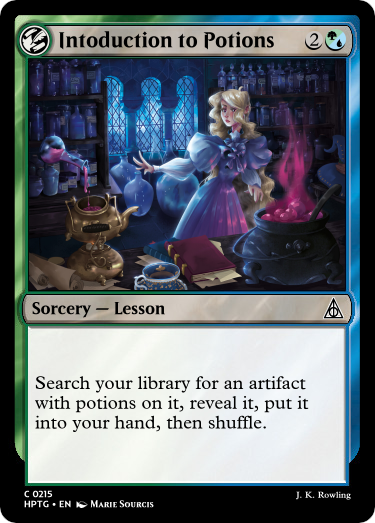 Intoduction to Potions 2
Sorcery — Lesson
Search your library for an artifact
with potions on it, reveal it, put it
into your hand, then shuffle.
C 0215
HPTG • EN Marie Sourcis
J. K. Rowling